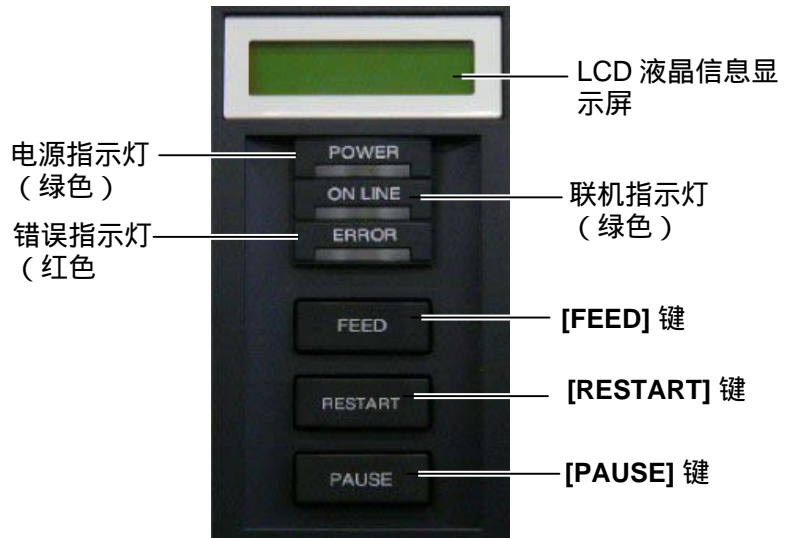 LCD 液晶信息显
示屏
电源指示灯
（绿色）
POWER
ON LINE
联机指示灯
（绿色）
错误指示灯
（红色
ERROR
FEED
[FEED] 键
RESTART
[RESTART] 键
PAUSE
[PAUSE] 键